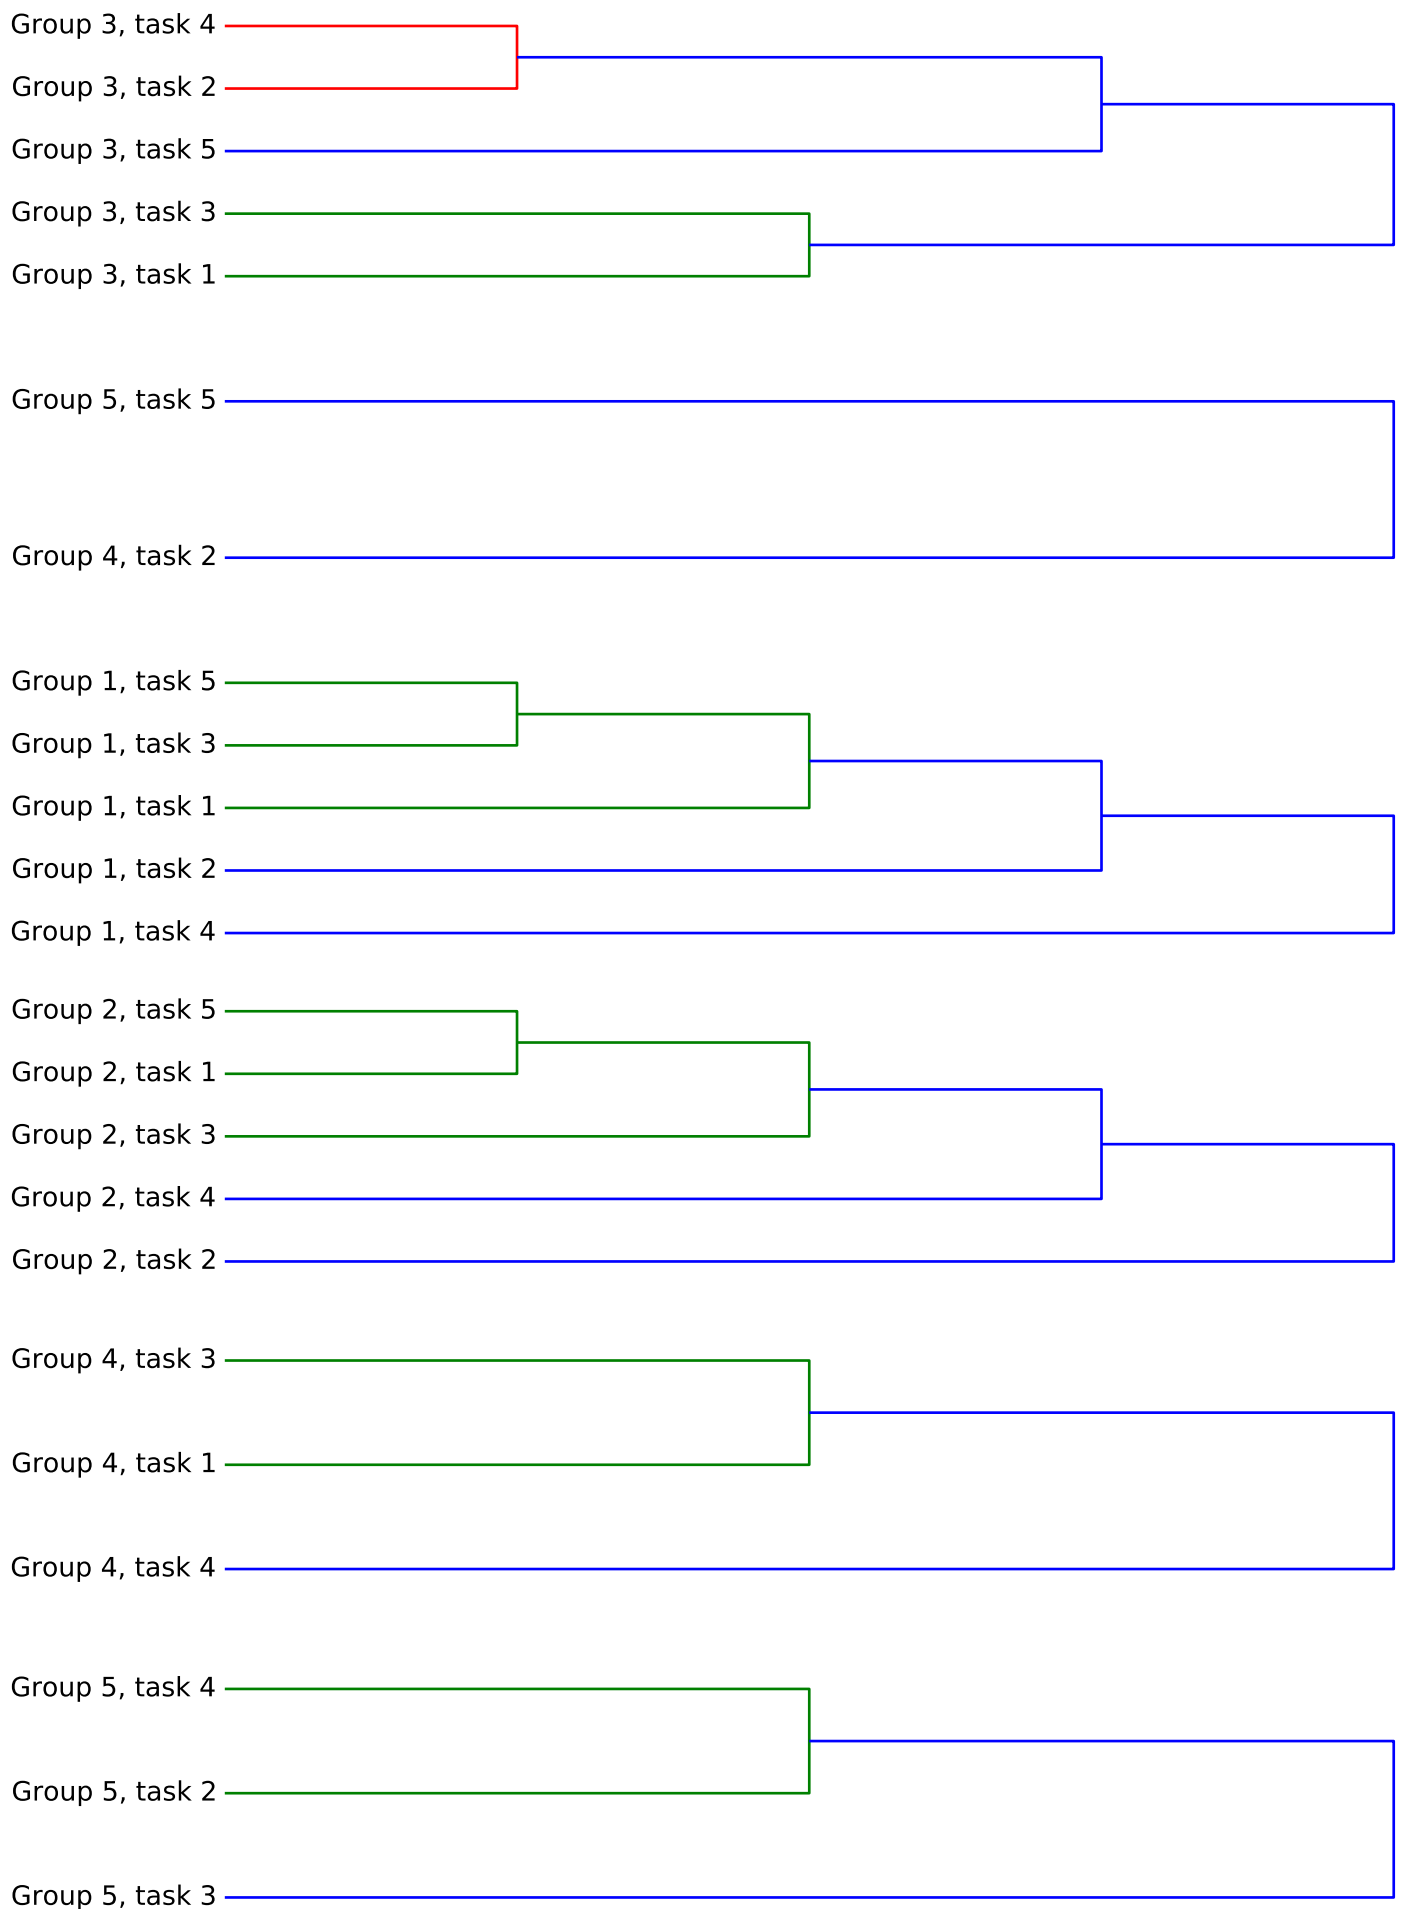 Group 3, task 4
Group 3, task 2
Group 3, task 5
Group 3, task 3
Group 3, task 1
Group 5, task 5
Group 4, task 2
Group 1, task 5
Group 1, task 3
Group 1, task 1
Group 1, task 2
Group 1, task 4
Group 2, task 5
Group 2, task 1
Group 2, task 3
Group 2, task 4
Group 2, task 2
Group 4, task 3
Group 4, task 1
Group 4, task 4
Group 5, task 4
Group 5, task 2
Group 5, task 3